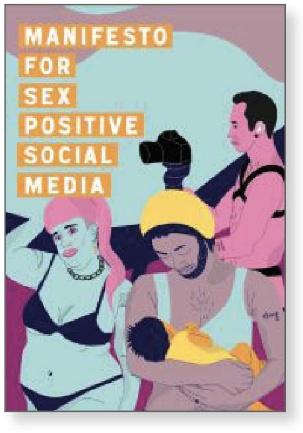 MANIFESTO
FOR
SEX
POSITIVE
SOCIAL
MEDIA